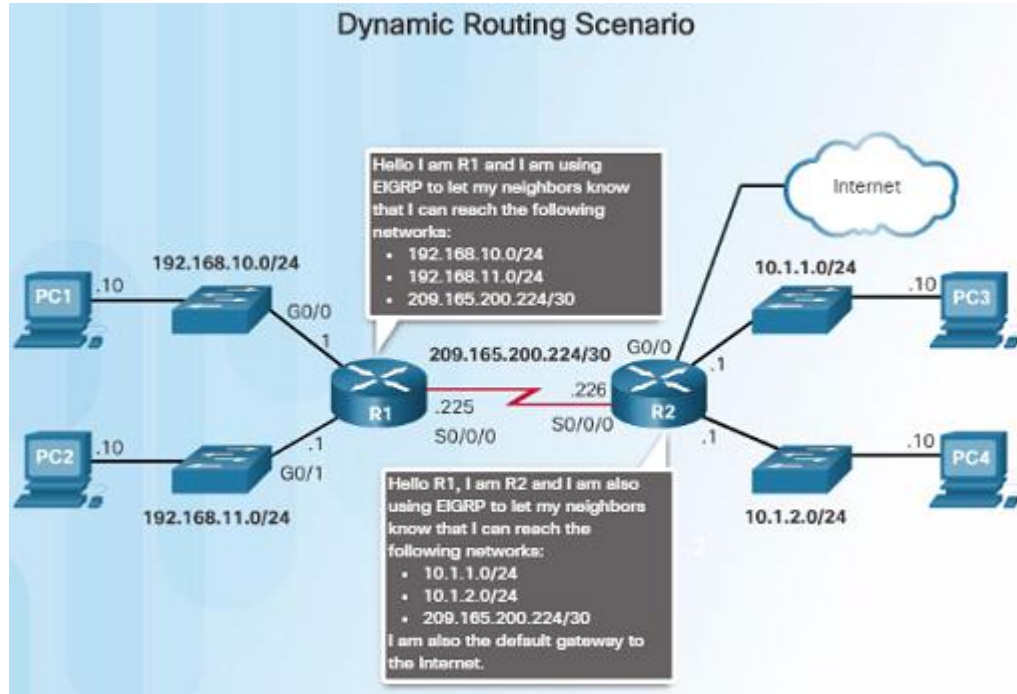 Dynamic Routing Scenario
Hello I am R1 and I am using
EIGRP to let my neighbors know
that I can reach the following
networks:
• 192.168.10.0/24
• 192.168.11.0/24
• 209.165.200.224/30
Internet
192.168.10.0/24
10.1.1.0/24
PC1
.10
G0/0
1
.10
PC3
209.165.200.224/30
G0/0
.1
R1
.225
S0/0/0
.226
S0/0/0
R2
PC2
.10
.1
G0/1
.1
.10
PC4
192.168.11.0/24
10.1.2.0/24
Hello R1, I am R2 and I am also
using EIGRP to let my neighbors
know that I can reach the
following networks:
• 10.1.1.0/24
• 10.1.2.0/24
• 209.165.200.224/30
I am also the default gateway to
the Internet.